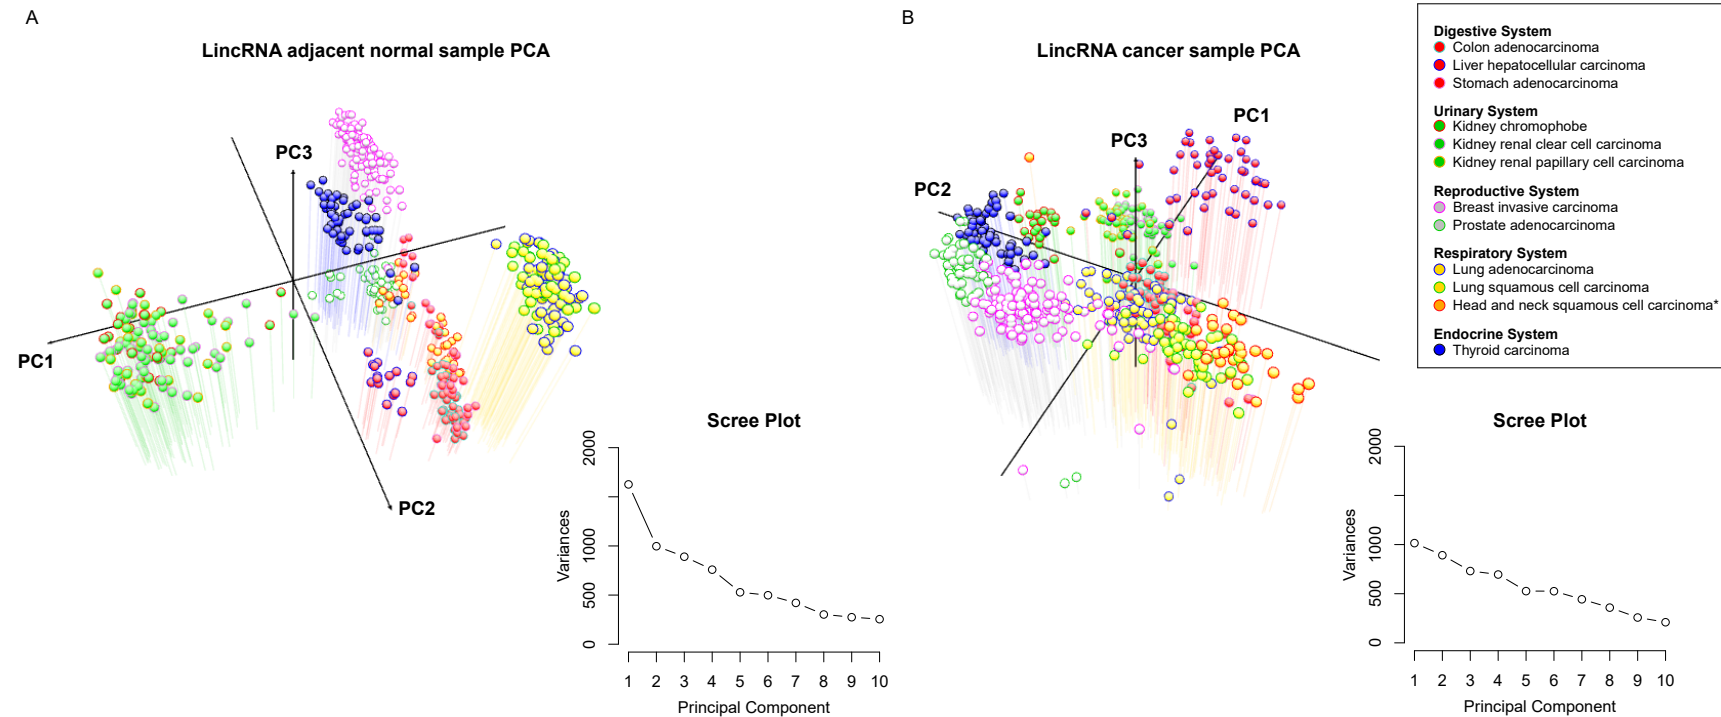 A
LincRNA adjacent normal sample PCA
PC3
PC1
PC2
Scree Plot
2000
1000
500
0
Variances
1 2 3 4 5 6 7 8 9 10
Principal Component
B
LincRNA cancer sample PCA
PC1
PC3
PC2
Scree Plot
2000
1000
500
0
Variances
1 2 3 4 5 6 7 8 9 10
Principal Component
Digestive System
Colon adenocarcinoma
Liver hepatocellular carcinoma
Stomach adenocarcinoma
Urinary System
Kidney chromophobe
Kidney renal clear cell carcinoma
Kidney renal papillary cell carcinoma
Reproductive System
Breast invasive carcinoma
Prostate adenocarcinoma
Respiratory System
Lung adenocarcinoma
Lung squamous cell carcinoma
Head and neck squamous cell carcinoma*
Endocrine System
Thyroid carcinoma